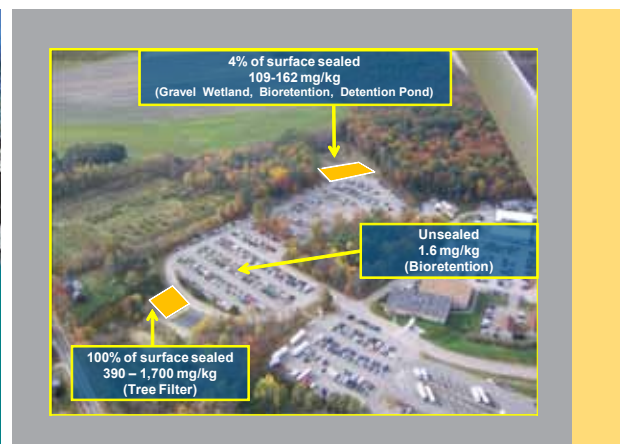 4% of surface sealed
109-162 mg/kg
(Gravel Wetland, Bioretention, Detention Pond)
Unsealed
1.6 mg/kg
(Bioretention)
100% of surface sealed
390 – 1,700 mg/kg
(Tree Filter)